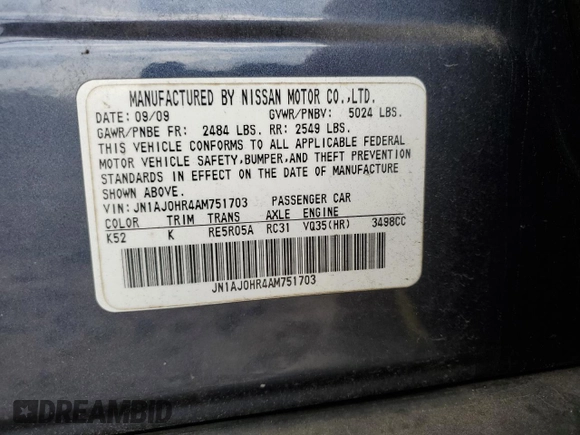 MANUFACTURED BY NISSAN MOTOR CO.,LTD.
DATE: 09/09 GVWR/PNBV: 5024 LBS.
GAWR/PNBE FR: 2484 LBS. RR: 2549 LBS.
THIS VEHICLE CONFORMS TO ALL APPLICABLE FEDERAL
MOTOR VEHICLE SAFETY,BUMPER,AND THEFT PREVENTION
STANDARDS IN EFFECT ON THE DATE OF MANUFACTURE
SHOWN ABOVE.
VIN: JN1AJ0HR4AM751703 PASSENGER CAR
COLOR TRIM TRANS AXLE ENGINE
K52 K RE5R05A RC31 VQ35(HR) 3498CC
JN1AJ0HR4AM751703
DREAMBID